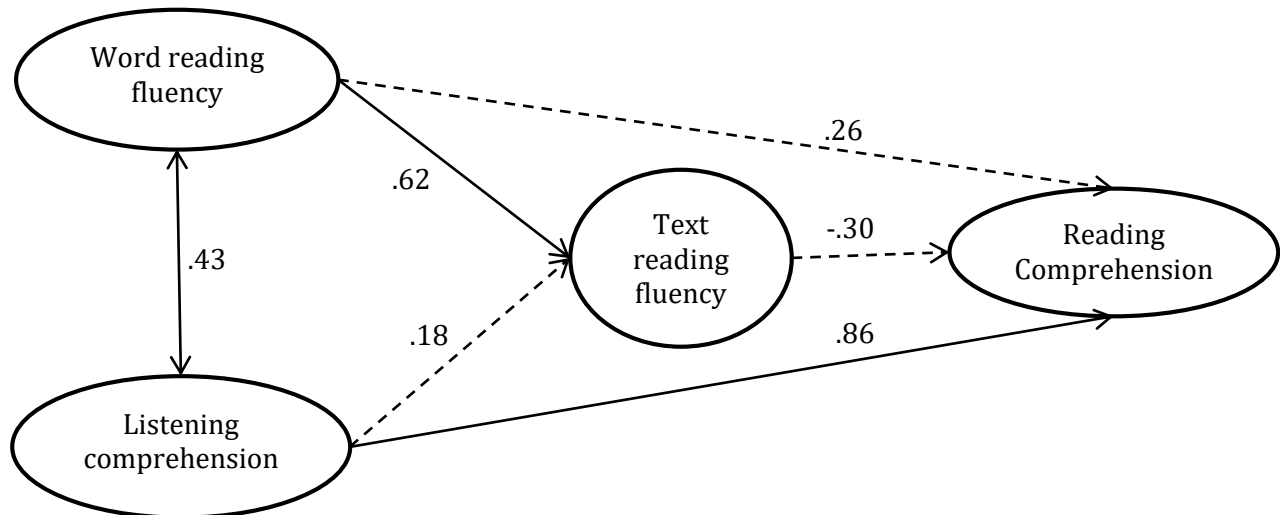 Word reading
fluency
.26
.62
Text
reading
fluency
-.30
Reading
Comprehension
.43
.18
.86
Listening
comprehension